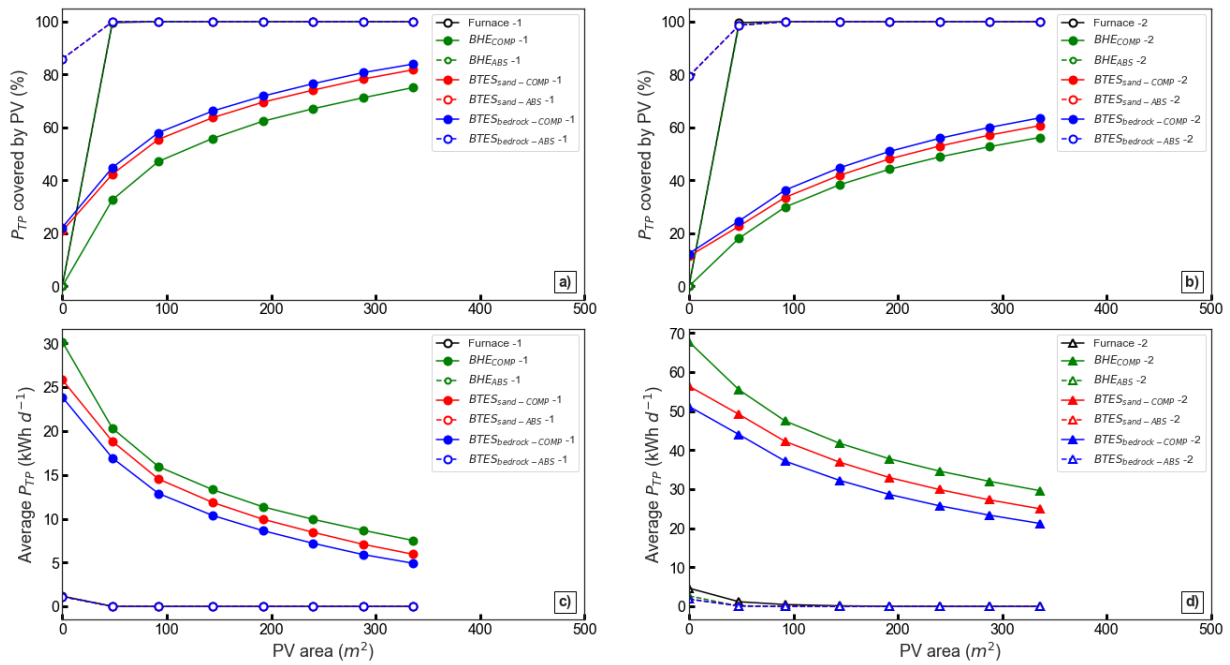 P_TP covered by PV (%)
100
80
60
40
20
0
0 100 200 300 400 500
Furnace -1
BHE_COMP -1
BHE_ABS -1
BTES_sand-COMP -1
BTES_sand-ABS -1
BTES_bedrock-COMP -1
BTES_bedrock-ABS -1
a)
P_TP covered by PV (%)
100
80
60
40
20
0
0 100 200 300 400 500
Furnace -2
BHE_COMP -2
BHE_ABS -2
BTES_sand-COMP -2
BTES_sand-ABS -2
BTES_bedrock-COMP -2
BTES_bedrock-ABS -2
b)
Average P_TP (kWh d⁻¹)
30
25
20
15
10
5
0
0 100 200 300 400 500
PV area (m²)
Furnace -1
BHE_COMP -1
BHE_ABS -1
BTES_sand-COMP -1
BTES_sand-ABS -1
BTES_bedrock-COMP -1
BTES_bedrock-ABS -1
c)
Average P_TP (kWh d⁻¹)
70
60
50
40
30
20
10
0
0 100 200 300 400 500
PV area (m²)
Furnace -2
BHE_COMP -2
BHE_ABS -2
BTES_sand-COMP -2
BTES_sand-ABS -2
BTES_bedrock-COMP -2
BTES_bedrock-ABS -2
d)